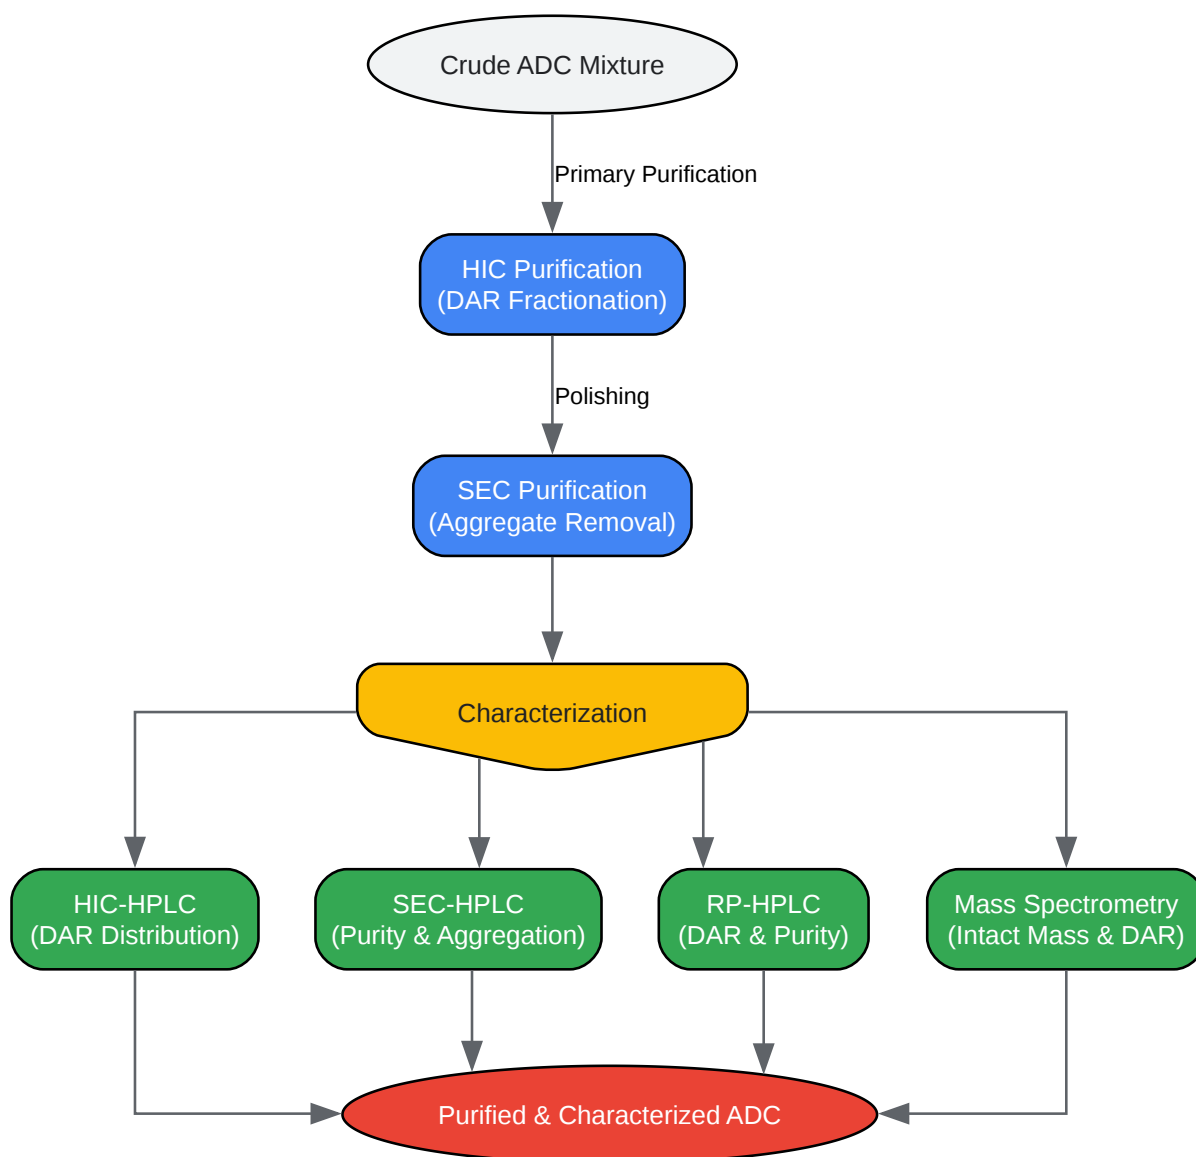 Crude ADC Mixture
Primary Purification
HIC Purification
(DAR Fractionation)
Polishing
SEC Purification
(Aggregate Removal)
Characterization
HIC-HPLC
(DAR Distribution)
SEC-HPLC
(Purity & Aggregation)
RP-HPLC
(DAR & Purity)
Mass Spectrometry
(Intact Mass & DAR)
Purified & Characterized ADC